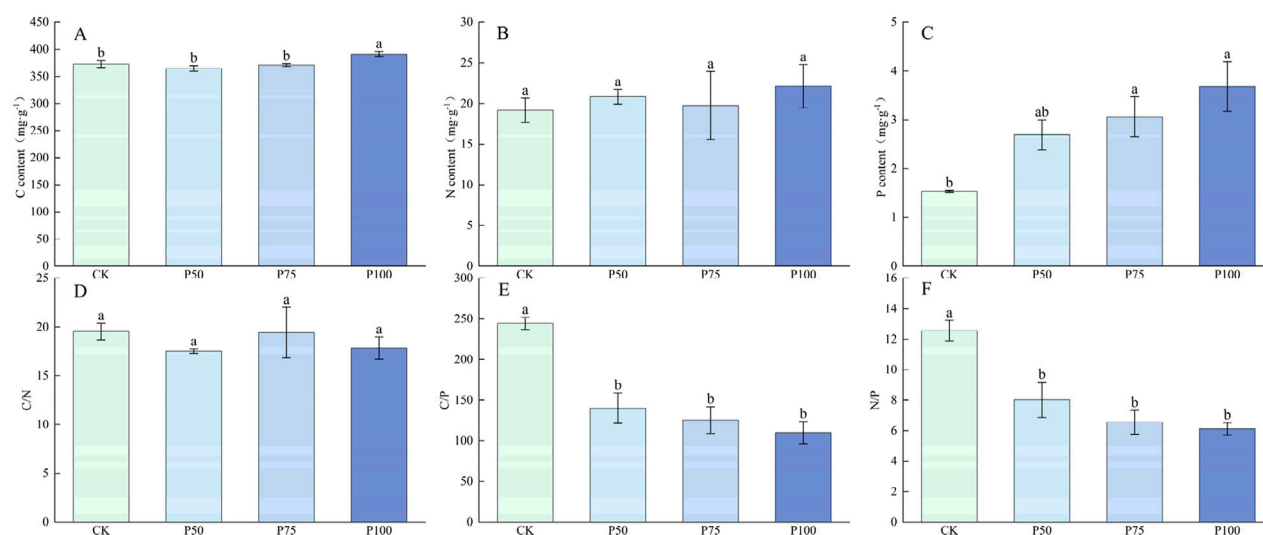 A
C content（mg·g⁻¹）
450
400
350
300
250
200
150
100
50
0
b
b
b
a
CK
P50
P75
P100
B
N content（mg·g⁻¹）
30
25
20
15
10
5
0
a
a
a
a
CK
P50
P75
P100
C
P content（mg·g⁻¹）
5
4
3
2
1
0
b
ab
a
a
CK
P50
P75
P100
D
C/N
25
20
15
10
5
0
a
a
a
a
CK
P50
P75
P100
E
C/P
300
250
200
150
100
50
0
a
b
b
b
CK
P50
P75
P100
F
N/P
16
14
12
10
8
6
4
2
0
a
b
b
b
CK
P50
P75
P100